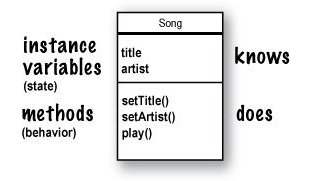 Song
instance
variables
(state)
title
artist
knows
methods
(behavior)
setTitle()
setArtist()
play()
does